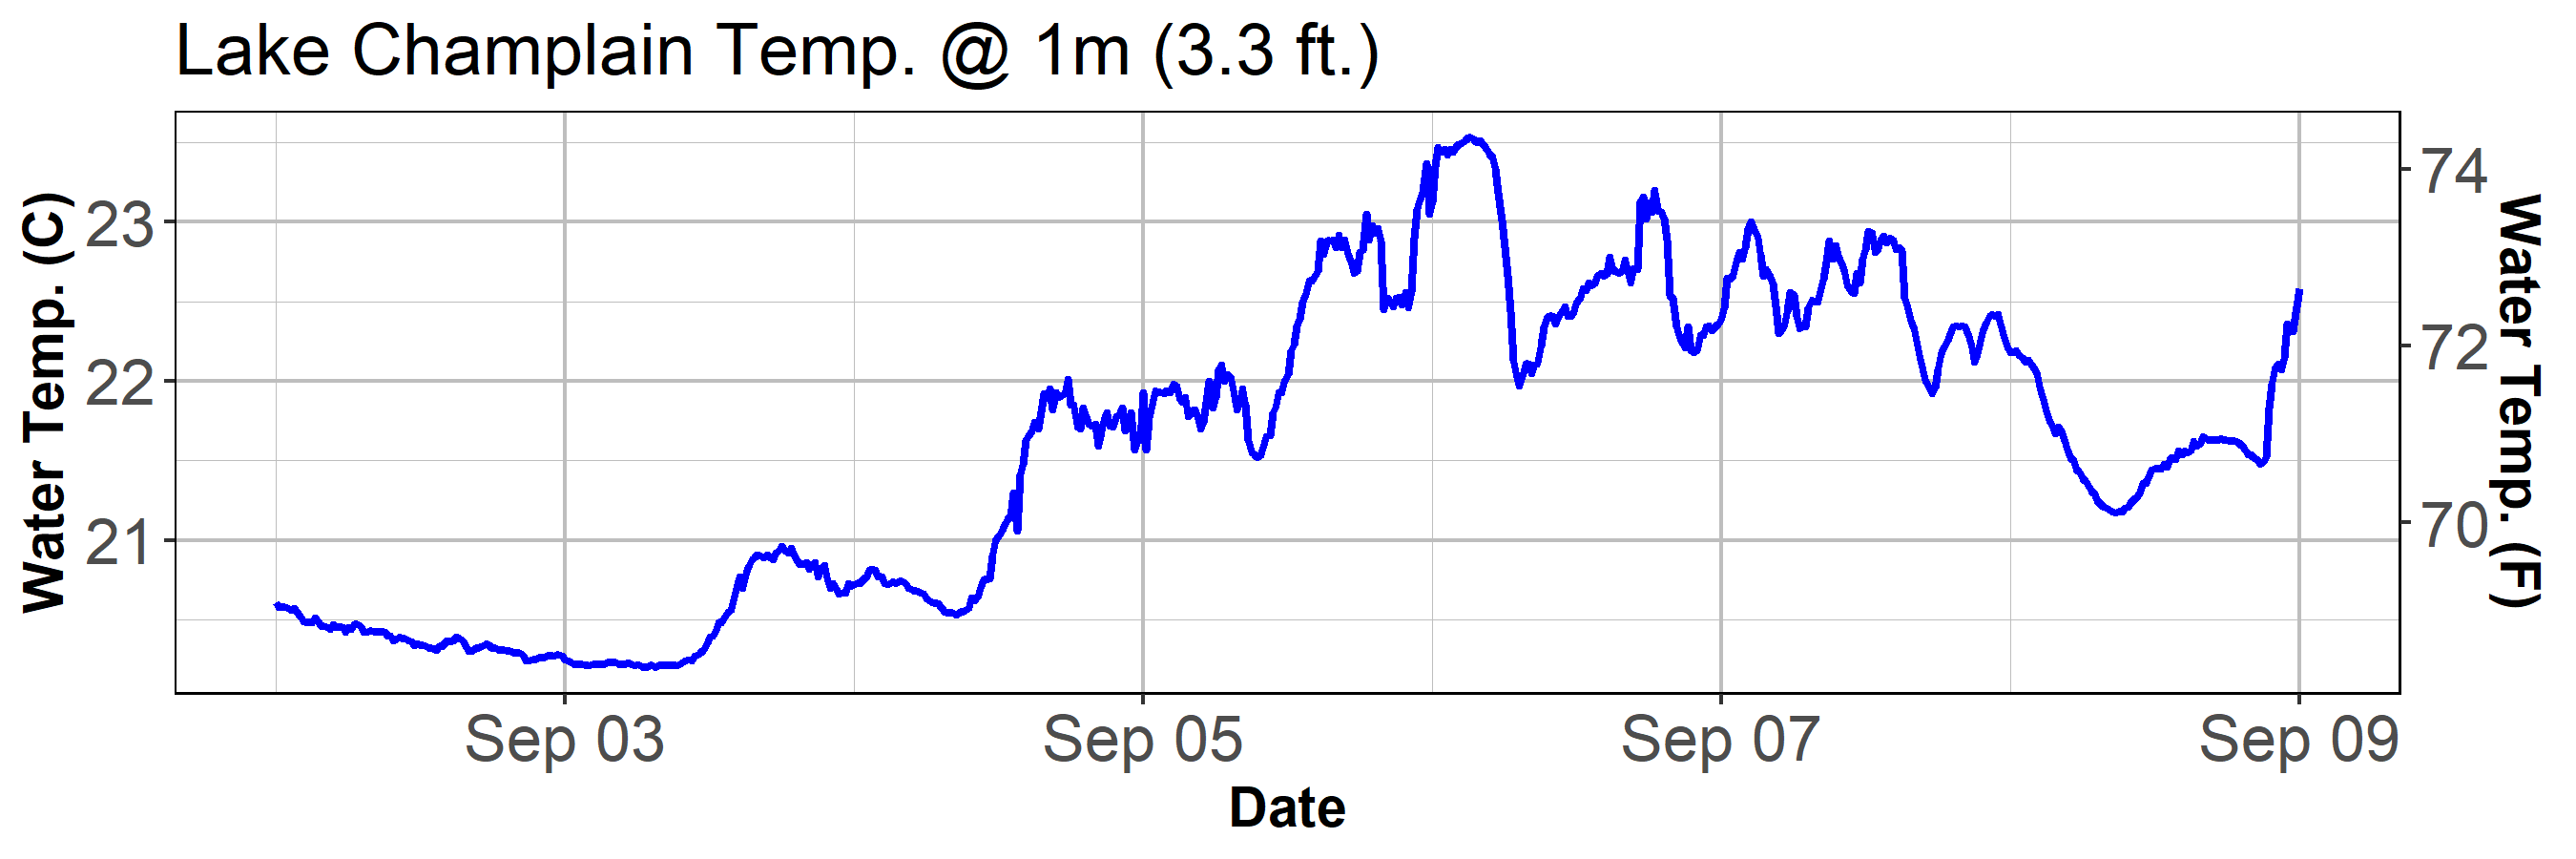 Lake Champlain Temp. @ 1m (3.3 ft.)
Water Temp. (C)
23
22
21
74
72
70
Water Temp. (F)
Sep 03
Sep 05
Sep 07
Sep 09
Date